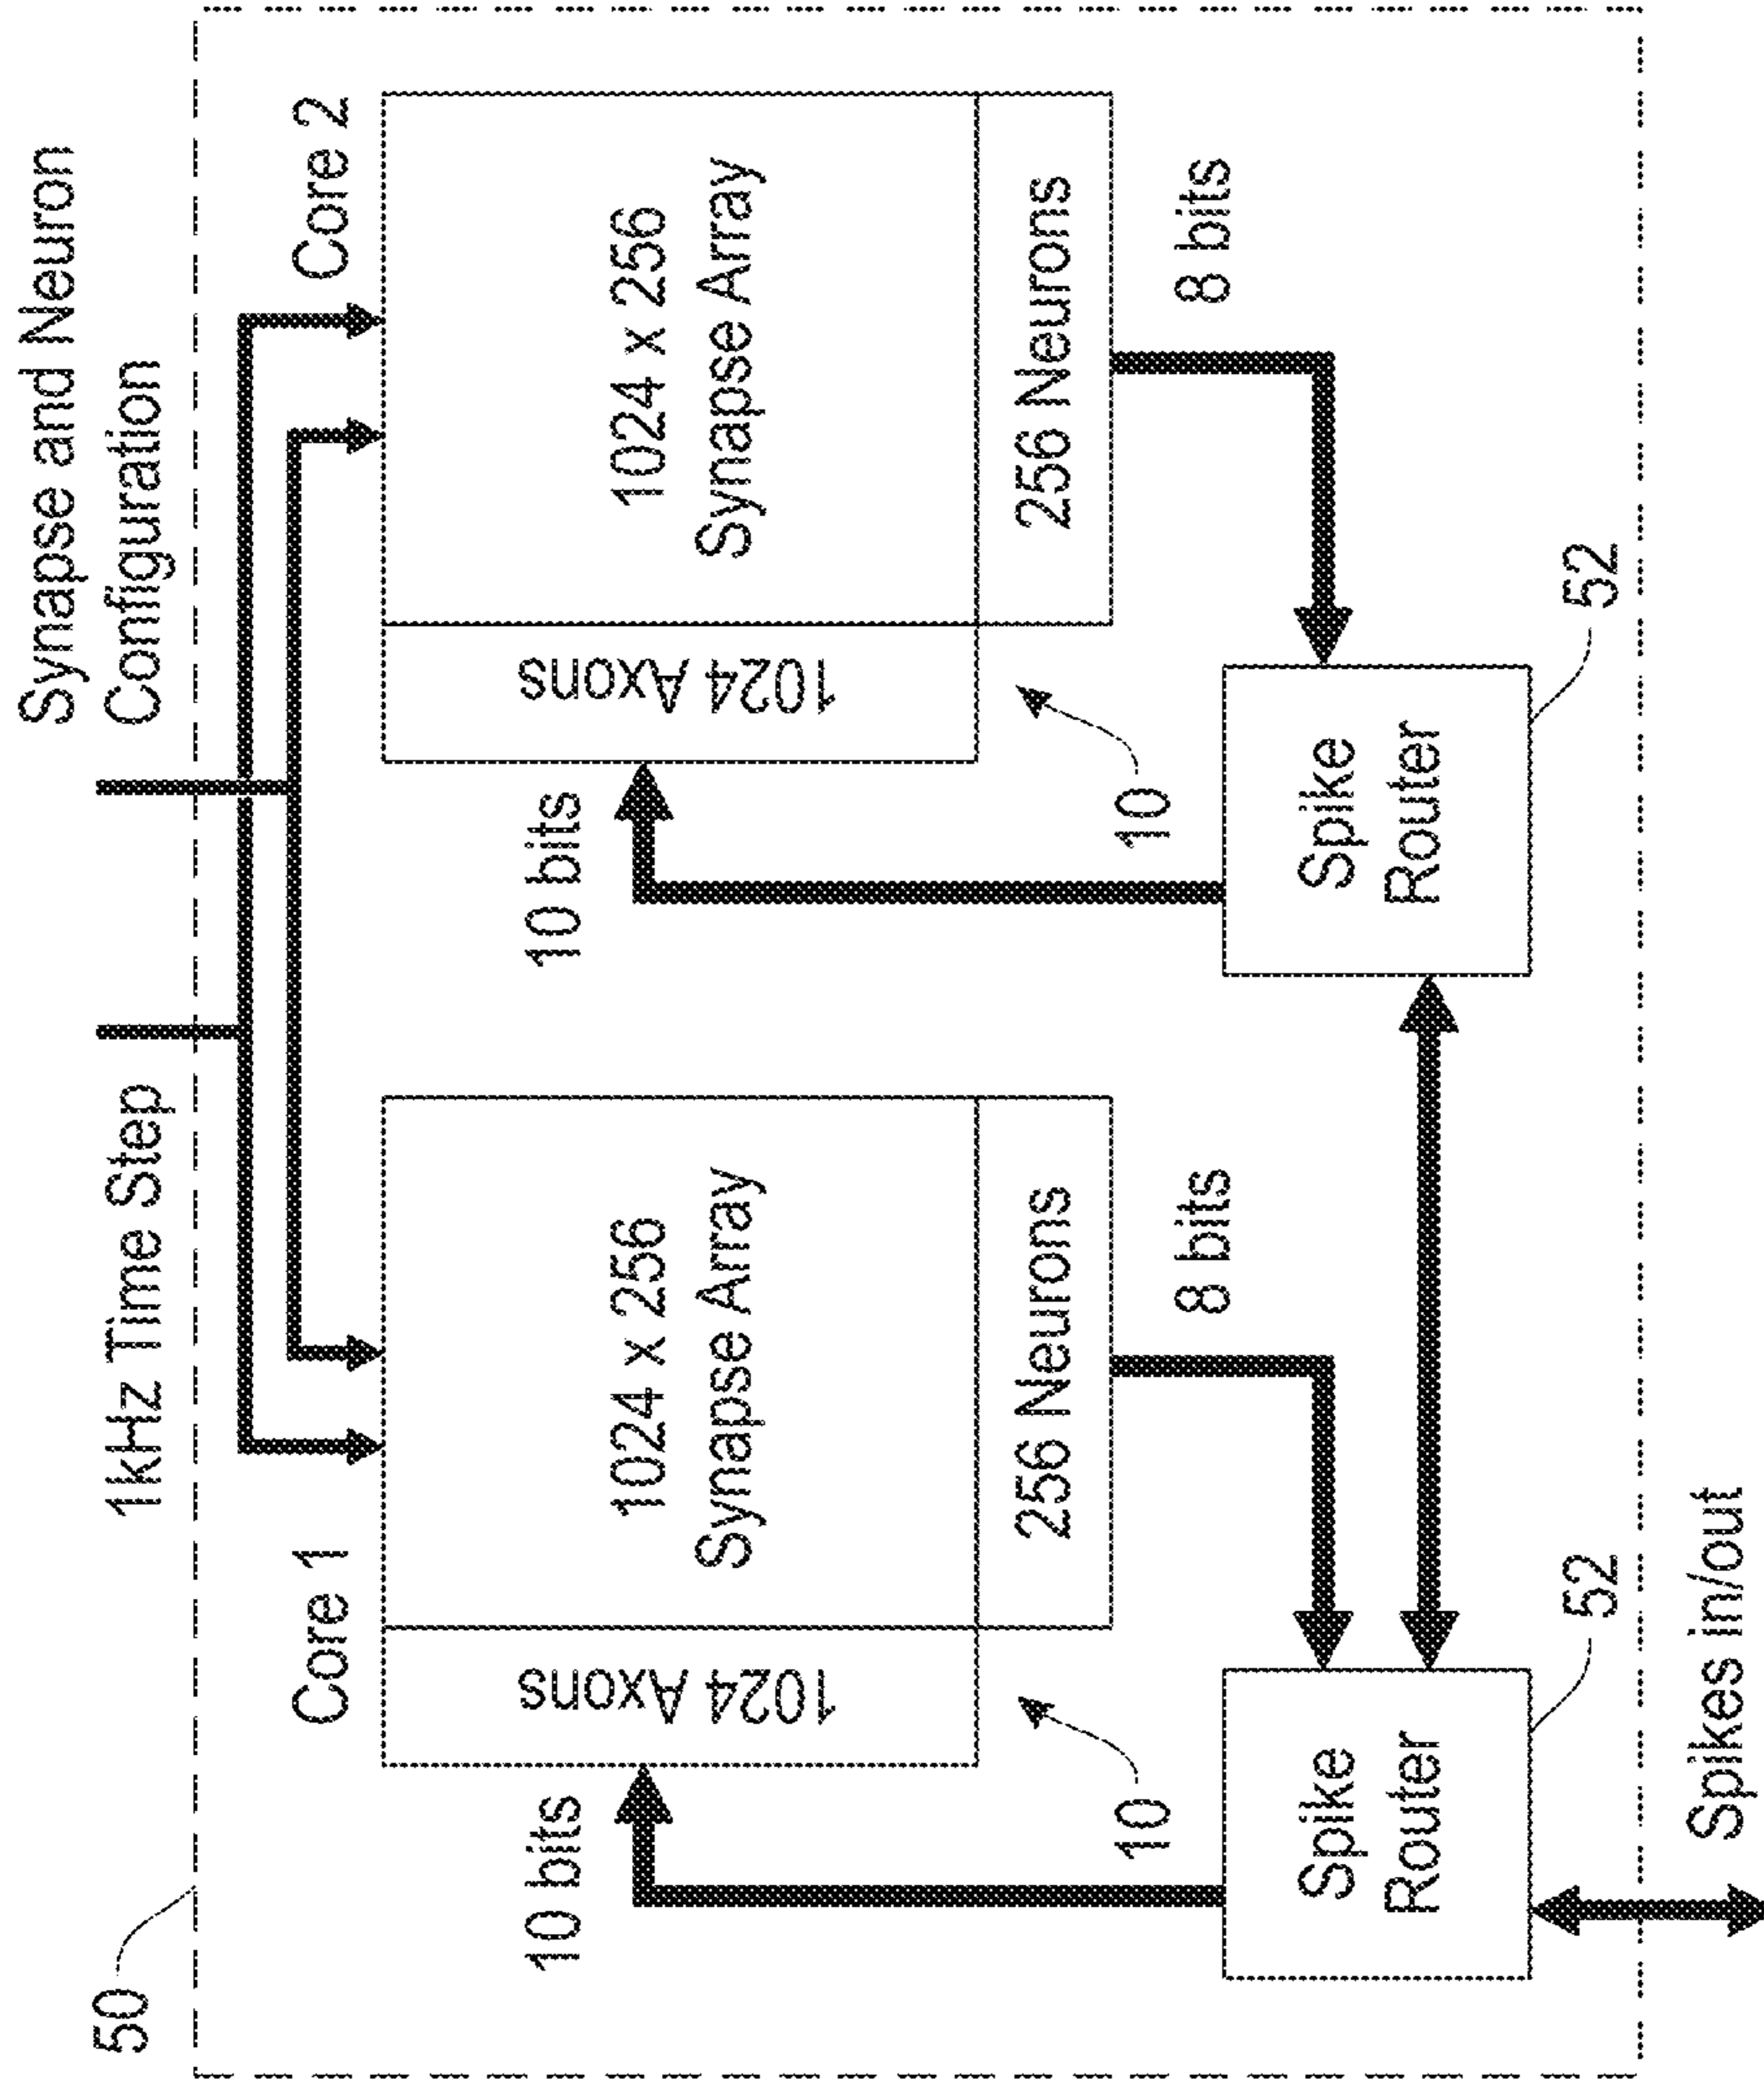 50
1kHz Time Step
Synapse and Neuron
Configuration
Core 1
Core 2
10 bits
1024 Axons
1024 x 256
Synapse Array
256 Neurons
8 bits
10
Spike
Router
52
10 bits
1024 Axons
1024 x 256
Synapse Array
256 Neurons
8 bits
10
Spike
Router
52
Spikes in/out